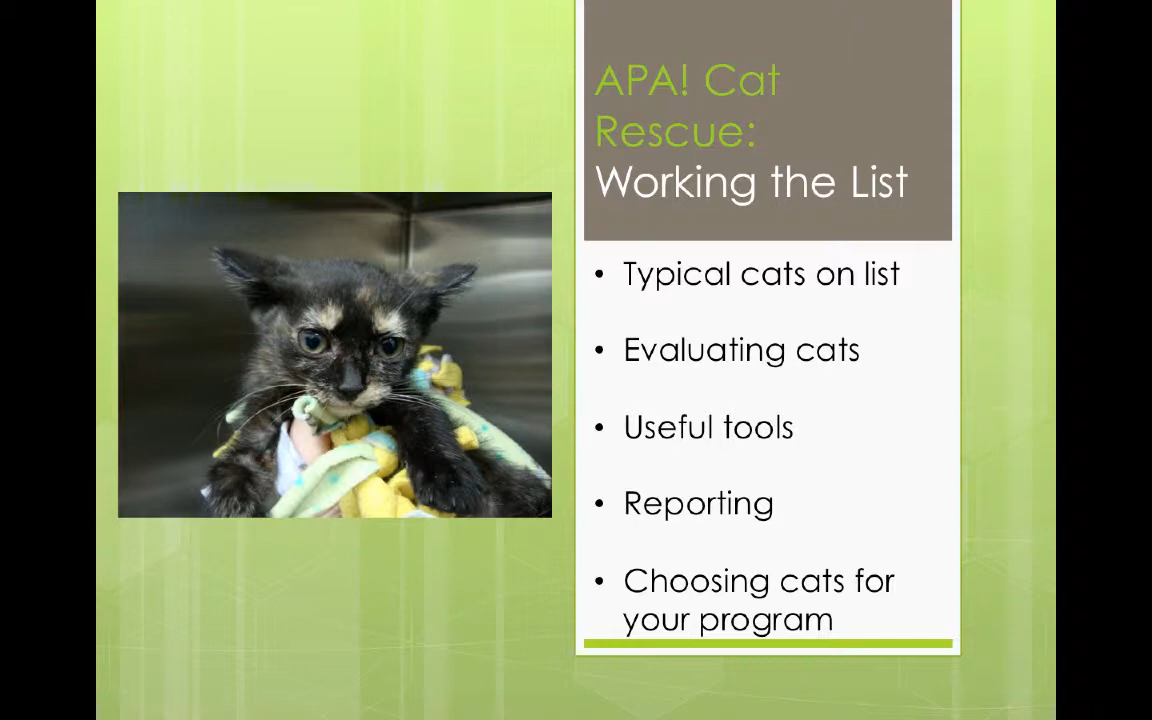 APA! Cat
Rescue:
Working the List
• Typical cats on list
• Evaluating cats
• Useful tools
• Reporting
• Choosing cats for
your program